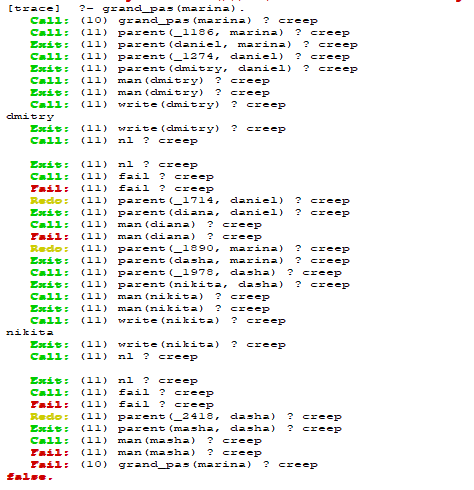 [trace]  ?- grand_pas(marina).
   Call: (10) grand_pas(marina) ? creep
   Call: (11) parent(_1186, marina) ? creep
   Exit: (11) parent(daniel, marina) ? creep
   Call: (11) parent(_1274, daniel) ? creep
   Exit: (11) parent(dmitry, daniel) ? creep
   Call: (11) man(dmitry) ? creep
   Exit: (11) man(dmitry) ? creep
   Call: (11) write(dmitry) ? creep
dmitry
   Exit: (11) write(dmitry) ? creep
   Call: (11) nl ? creep

   Exit: (11) nl ? creep
   Call: (11) fail ? creep
   Fail: (11) fail ? creep
   Redo: (11) parent(_1714, daniel) ? creep
   Exit: (11) parent(diana, daniel) ? creep
   Call: (11) man(diana) ? creep
   Fail: (11) man(diana) ? creep
   Redo: (11) parent(_1890, marina) ? creep
   Exit: (11) parent(dasha, marina) ? creep
   Call: (11) parent(_1978, dasha) ? creep
   Exit: (11) parent(nikita, dasha) ? creep
   Call: (11) man(nikita) ? creep
   Exit: (11) man(nikita) ? creep
   Call: (11) write(nikita) ? creep
nikita
   Exit: (11) write(nikita) ? creep
   Call: (11) nl ? creep

   Exit: (11) nl ? creep
   Call: (11) fail ? creep
   Fail: (11) fail ? creep
   Redo: (11) parent(_2418, dasha) ? creep
   Exit: (11) parent(masha, dasha) ? creep
   Call: (11) man(masha) ? creep
   Fail: (11) man(masha) ? creep
   Fail: (10) grand_pas(marina) ? creep
false.